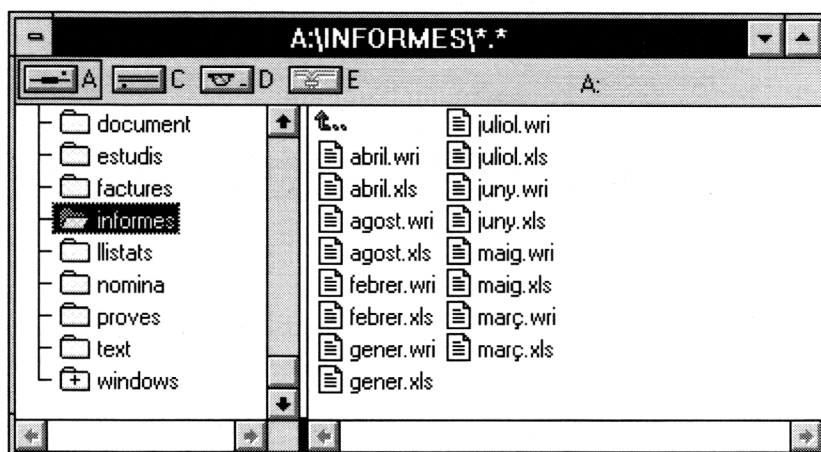 A:\INFORMES\*.*
A C D E A:
document
estudis
factures
informes
llistats
nomina
proves
text
windows
..
abril.wri
abril.xls
agost.wri
agost.xls
febrer.wri
febrer.xls
gener.wri
gener.xls
juliol.wri
juliol.xls
juny.wri
juny.xls
maig.wri
maig.xls
març.wri
març.xls